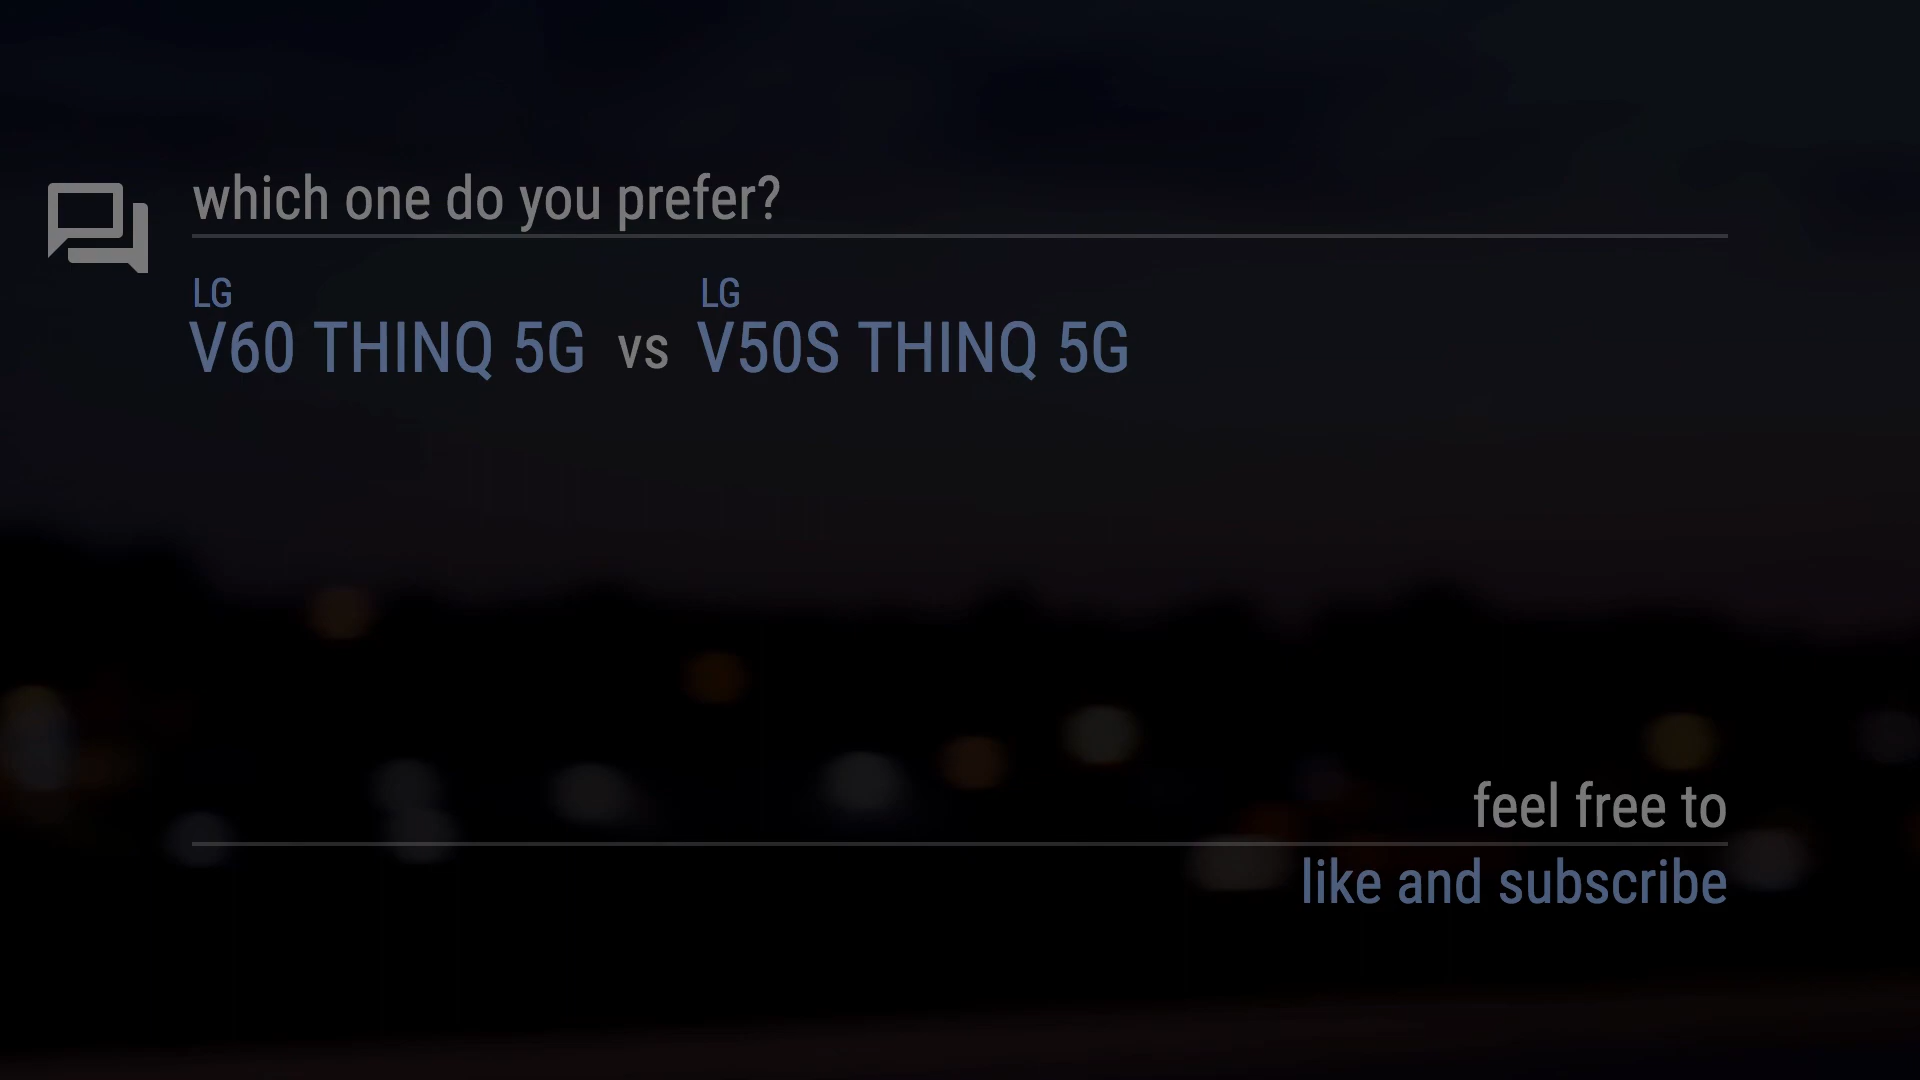 which one do you prefer?
LG LG
V60 THINQ 5G vs V50S THINQ 5G
feel free to
like and subscribe